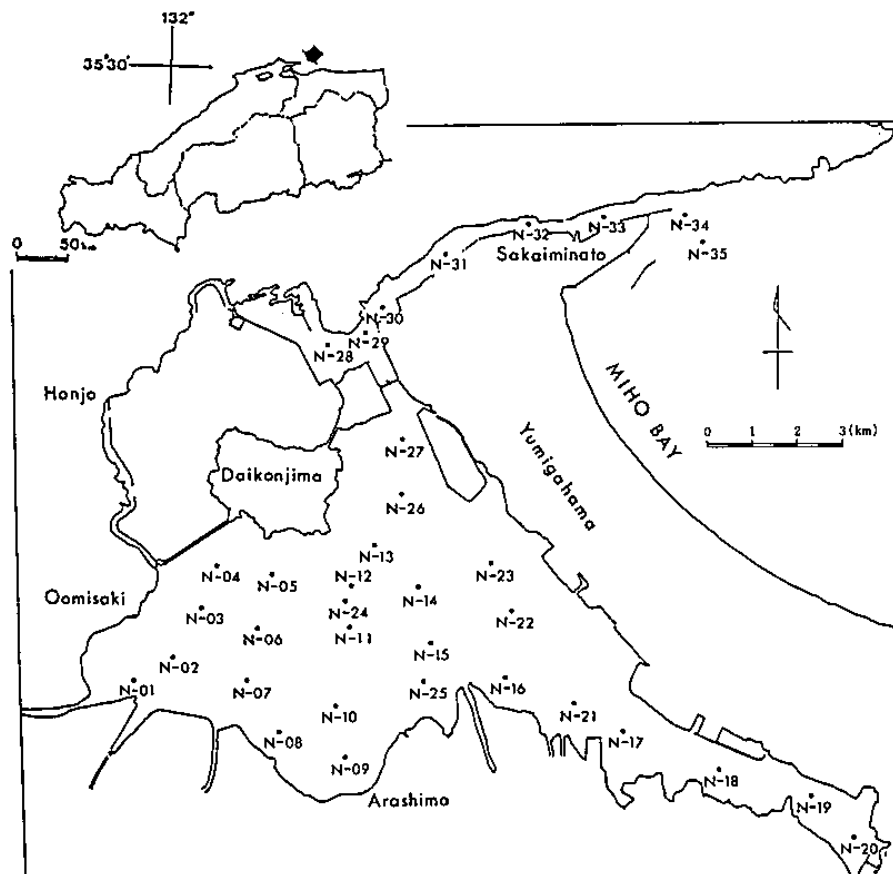 132°
35°30'
0 50km
N-34
N-33
N-32
N-35
Sakaiminato
N-31
N-30
N-29
N-28
Honjo
MIHO BAY
0 1 2 3(km)
Yumigahama
N-27
Daikonjima
N-26
N-13
N-04
N-12
N-23
N-05
Oomisaki
N-14
N-03
N-24
N-22
N-06
N-11
N-15
N-02
N-01
N-07
N-25
N-16
N-10
N-21
N-08
N-17
N-09
N-18
Arashima
N-19
N-20